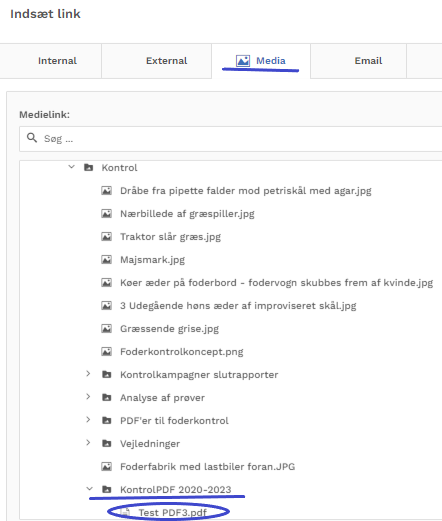 Indsæt link
Internal External Media Email
Medielink:
Søg ...
Kontrol
Dråbe fra pipette falder mod petriskål med agar.jpg
Nærbillede af græspiller.jpg
Traktor slår græs.jpg
Majsmark.jpg
Køer æder på foderbord - fodervogn skubbes frem af kvinde.jpg
3 Udegående høns æder af improviseret skål.jpg
Græssende grise.jpg
Foderkontrolkoncept.png
Kontrolkampagner slutrapporter
Analyse af prøver
PDF'er til foderkontrol
Vejledninger
Foderfabrik med lastbiler foran.JPG
KontrolPDF 2020-2023
Test PDF3.pdf